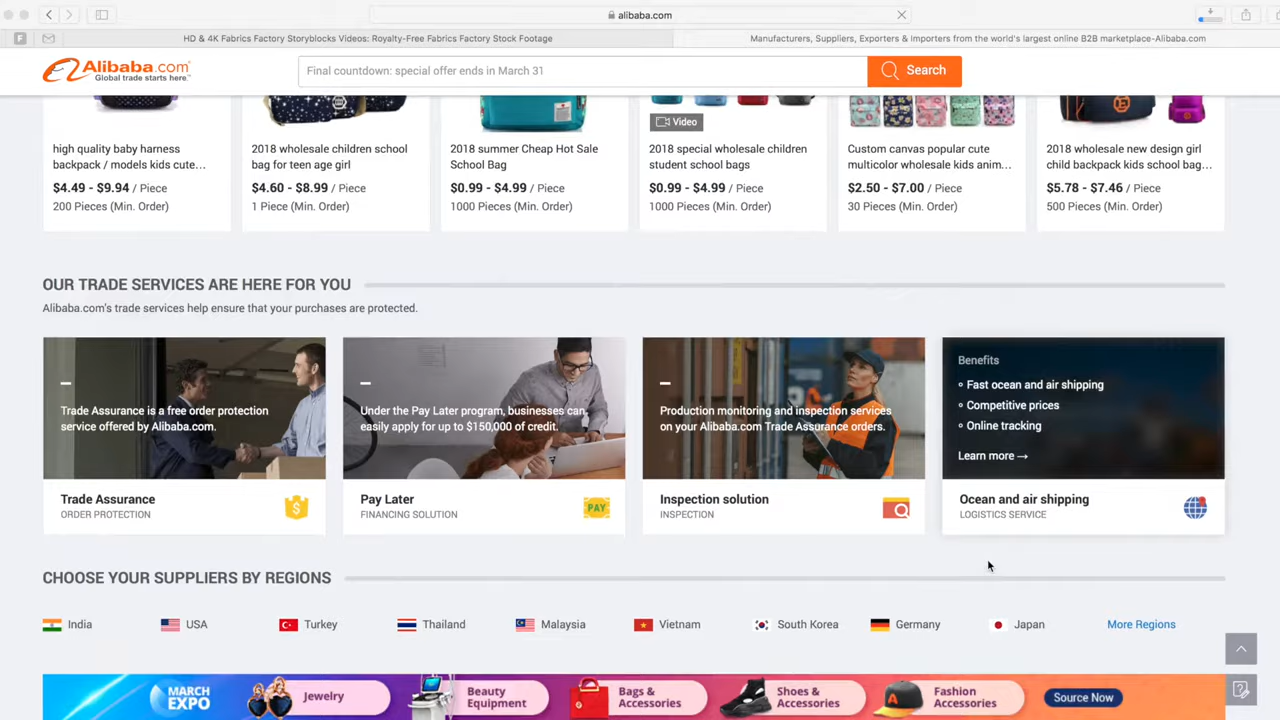 alibaba.com
F
HD & 4K Fabrics Factory Storyblocks Videos: Royalty-Free Fabrics Factory Stock Footage
Manufacturers, Suppliers, Exporters & Importers from the world's largest online B2B marketplace-Alibaba.com
Alibaba.com®
Global trade starts here.™
Final countdown: special offer ends in March 31
Search
E
Video
high quality baby harness
backpack / models kids cute...
$4.49 - $9.94 / Piece
200 Pieces (Min. Order)
2018 wholesale children school
bag for teen age girl
$4.60 - $8.99 / Piece
1 Piece (Min. Order)
2018 summer Cheap Hot Sale
School Bag
$0.99 - $4.99 / Piece
1000 Pieces (Min. Order)
2018 special wholesale children
student school bags
$0.99 - $4.99 / Piece
1000 Pieces (Min. Order)
Custom canvas popular cute
multicolor wholesale kids anim...
$2.50 - $7.00 / Piece
30 Pieces (Min. Order)
2018 wholesale new design girl
child backpack kids school bag...
$5.78 - $7.46 / Piece
500 Pieces (Min. Order)
OUR TRADE SERVICES ARE HERE FOR YOU
Alibaba.com's trade services help ensure that your purchases are protected.
Trade Assurance is a free order protection
service offered by Alibaba.com.
Trade Assurance
ORDER PROTECTION
$
Under the Pay Later program, businesses can
easily apply for up to $150,000 of credit.
Pay Later
FINANCING SOLUTION
PAY
Production monitoring and inspection services
on your Alibaba.com Trade Assurance orders.
Inspection solution
INSPECTION
Benefits
Fast ocean and air shipping
Competitive prices
Online tracking
Learn more →
Ocean and air shipping
LOGISTICS SERVICE
CHOOSE YOUR SUPPLIERS BY REGIONS
India
USA
Turkey
Thailand
Malaysia
Vietnam
South Korea
Germany
Japan
More Regions
MARCH
EXPO
Jewelry
Beauty
Equipment
Bags &
Accessories
Shoes &
Accessories
A
Fashion
Accessories
Source Now